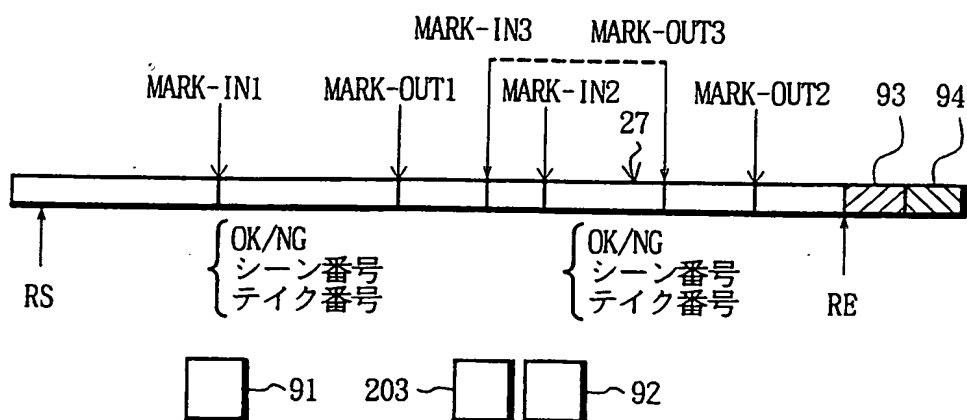 MARK-IN3 MARK-OUT3
MARK-IN1 MARK-OUT1 MARK-IN2 MARK-OUT2 93 94
27
OK/NG OK/NG
シーン番号 シーン番号
RS テイク番号 テイク番号 RE
91 203 92